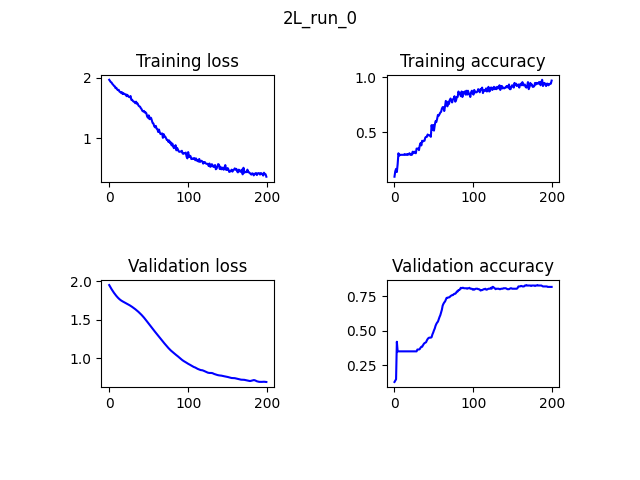 2L_run_0
Training loss
Training accuracy
2
1
0 100 200
1.0
0.5
0 100 200
Validation loss
Validation accuracy
2.0
1.5
1.0
0 100 200
0.75
0.50
0.25
0 100 200